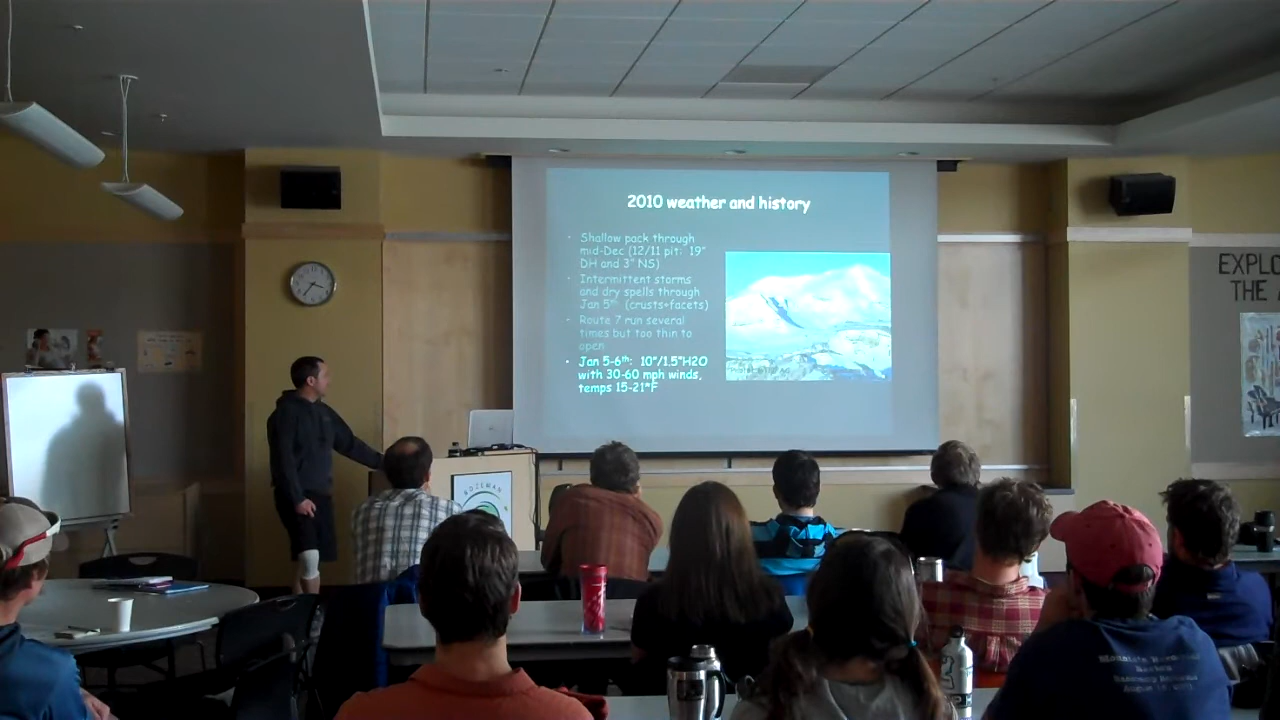 2010 weather and history
• Shallow pack through
mid-Dec (12/11 pit: 19"
DH and 3" NS)
• Intermittent storms
and dry spells through
Jan 5th (crusts+facets)
• Route 7 run several
times but too thin to
open
• Jan 5-6th: 10"/1.5"H2O
with 30-60 mph winds,
temps 15-21°F
EXPLO
THE A
BOZEMAN